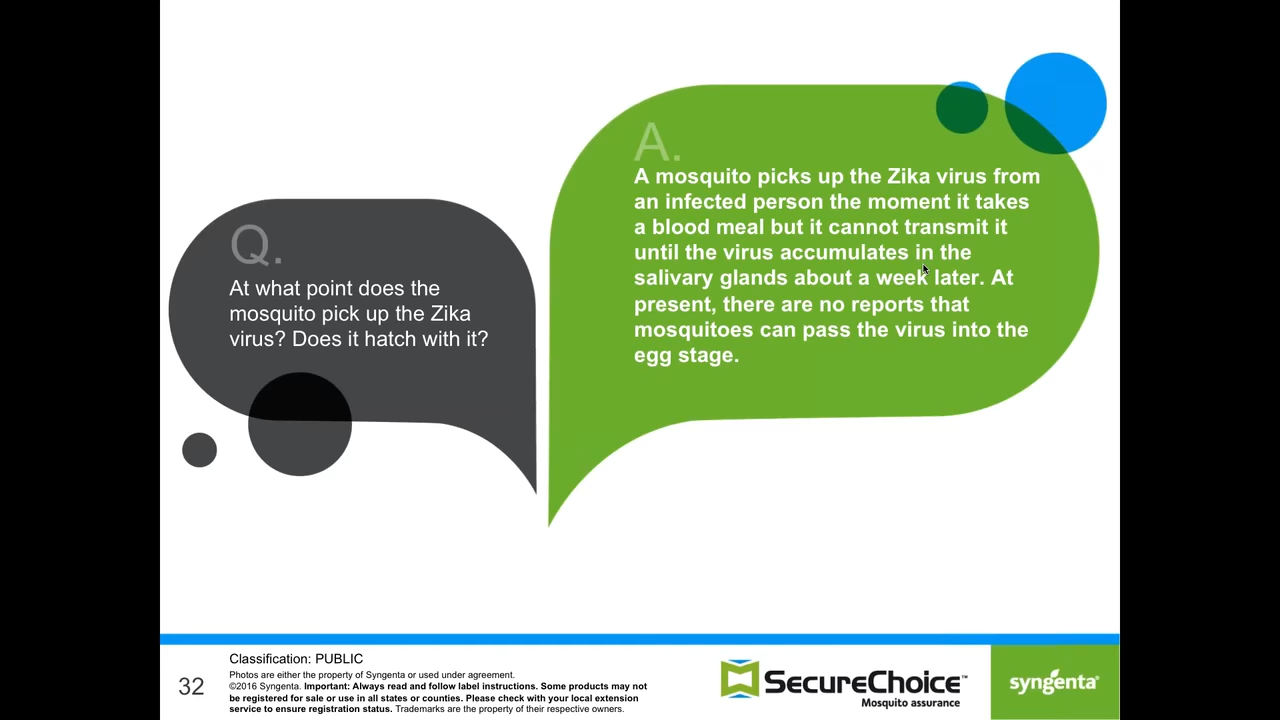 Q.
At what point does the
mosquito pick up the Zika
virus? Does it hatch with it?
A.
A mosquito picks up the Zika virus from
an infected person the moment it takes
a blood meal but it cannot transmit it
until the virus accumulates in the
salivary glands about a week later. At
present, there are no reports that
mosquitoes can pass the virus into the
egg stage.
32
Classification: PUBLIC
Photos are either the property of Syngenta or used under agreement.
©2016 Syngenta. Important: Always read and follow label instructions. Some products may not
be registered for sale or use in all states or counties. Please check with your local extension
service to ensure registration status. Trademarks are the property of their respective owners.
SecureChoice™
Mosquito assurance
syngenta®